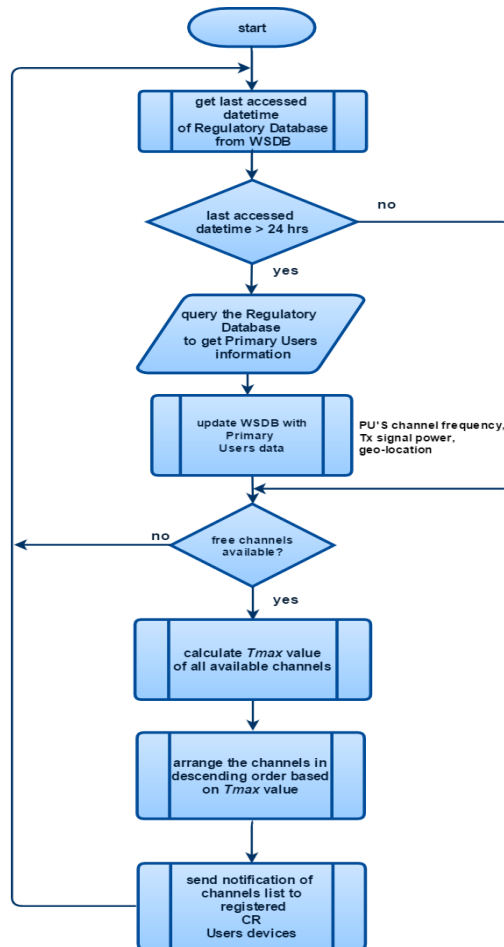 start
get last accessed
datetime
of Regulatory Database
from WSDB
no
last accessed
datetime > 24 hrs
yes
query the Regulatory
Database
to get Primary Users
information
update WSDB with
Primary
Users data
PU'S channel frequency,
Tx signal power,
geo-location
no
free channels
available?
yes
calculate Tmax value
of all available channels
arrange the channels in
descending order based
on Tmax value
send notification of
channels list to
registered
CR
Users devices